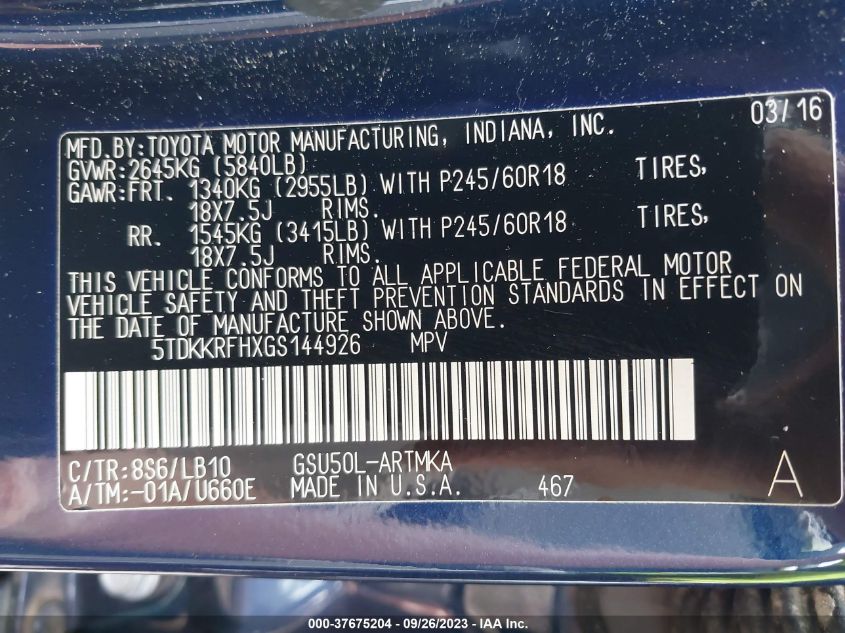 03/16
MFD.BY:TOYOTA MOTOR MANUFACTURING, INDIANA, INC.
GVWR:2645KG (5840LB)
GAWR:FRT. 1340KG (2955LB) WITH P245/60R18 TIRES,
18X7.5J RIMS.
RR. 1545KG (3415LB) WITH P245/60R18 TIRES,
18X7.5J RIMS.
THIS VEHICLE CONFORMS TO ALL APPLICABLE FEDERAL MOTOR
VEHICLE SAFETY AND THEFT PREVENTION STANDARDS IN EFFECT ON
THE DATE OF MANUFACTURE SHOWN ABOVE.
5TDKKRFHXGS144926 MPV
C/TR:8S6/LB10 GSU50L-ARTMKA
A/TM:-01A/U660E MADE IN U.S.A. 467 A
000-37675204 - 09/26/2023 - IAA Inc.